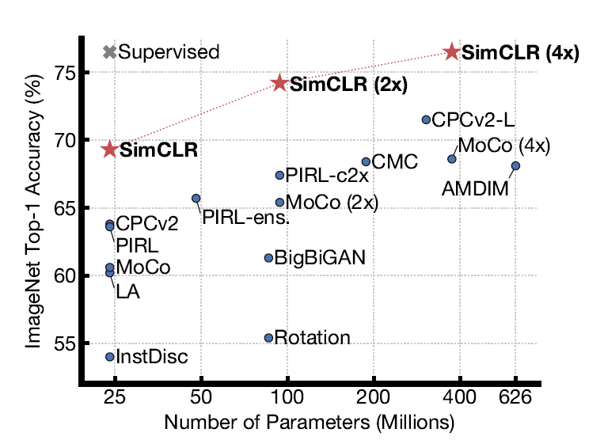 Supervised
SimCLR (4x)
SimCLR (2x)
SimCLR
CPCv2-L
MoCo (4x)
CMC
AMDIM
PIRL-c2x
MoCo (2x)
PIRL-ens.
CPCv2
PIRL
MoCo
LA
BigBiGAN
Rotation
InstDisc
75
70
65
60
55
ImageNet Top-1 Accuracy (%)
25 50 100 200 400 626
Number of Parameters (Millions)